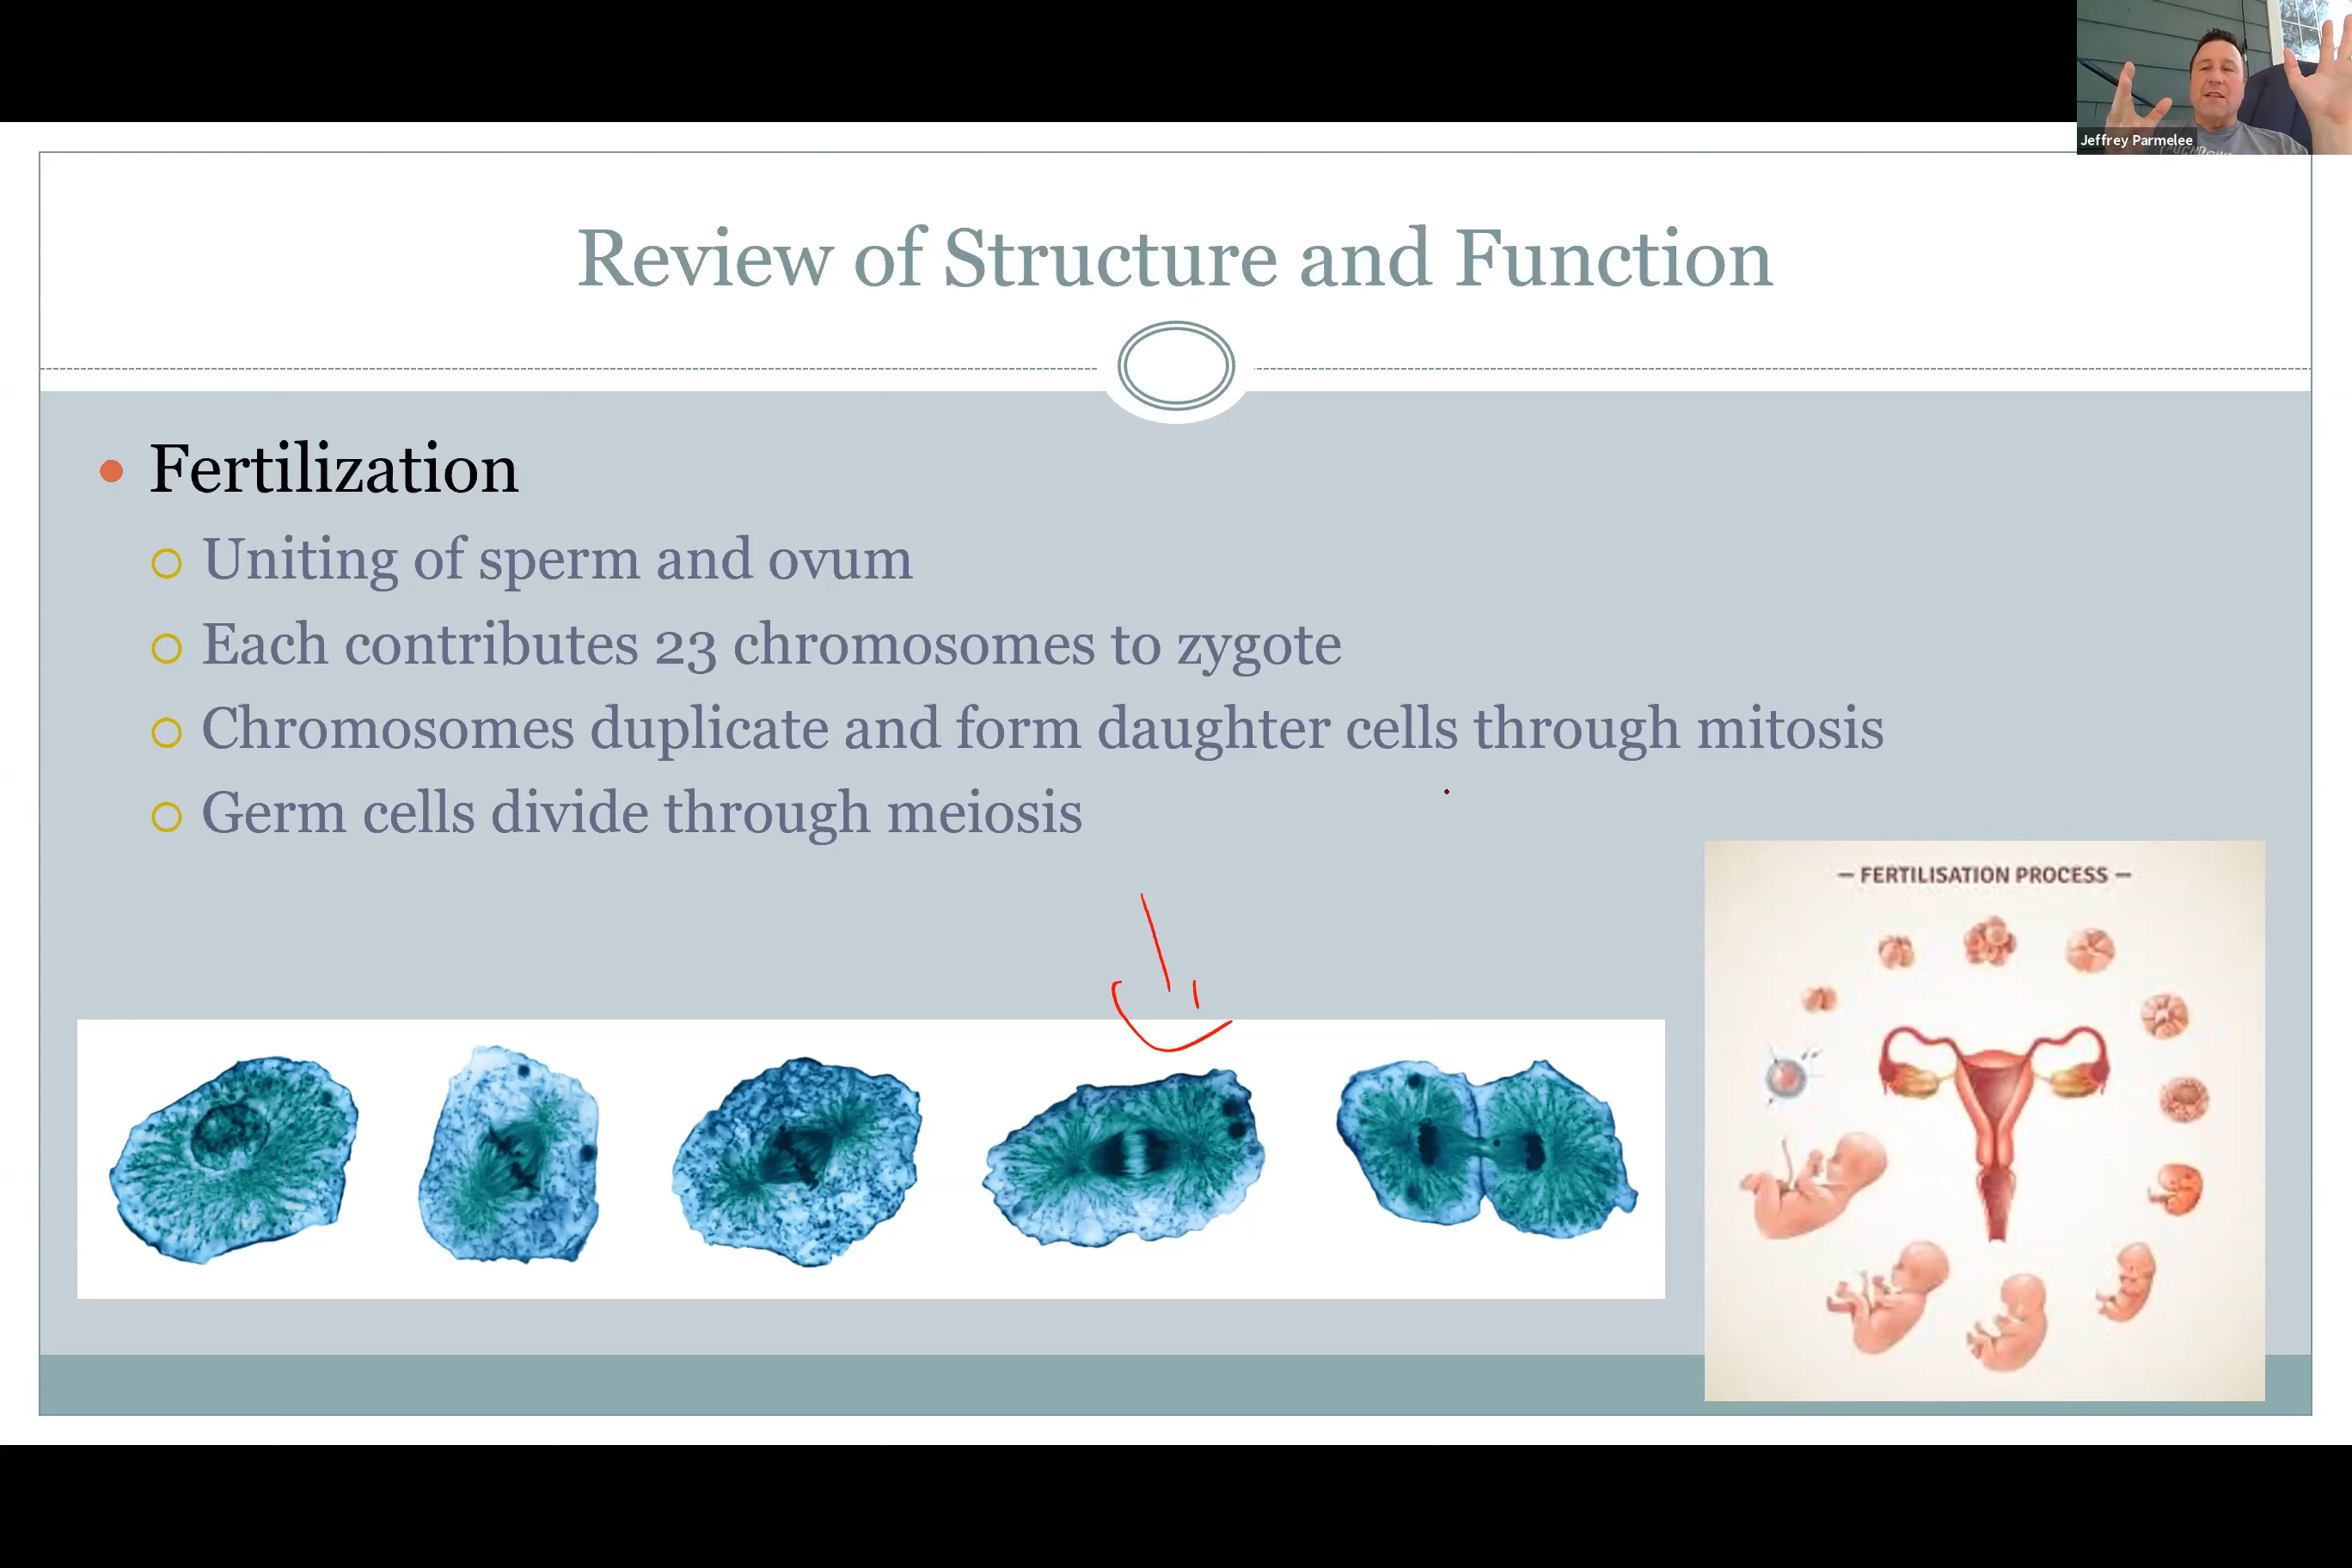 Jeffrey Parmelee
Review of Structure and Function
Fertilization
Uniting of sperm and ovum
Each contributes 23 chromosomes to zygote
Chromosomes duplicate and form daughter cells through mitosis
Germ cells divide through meiosis
— FERTILISATION PROCESS —